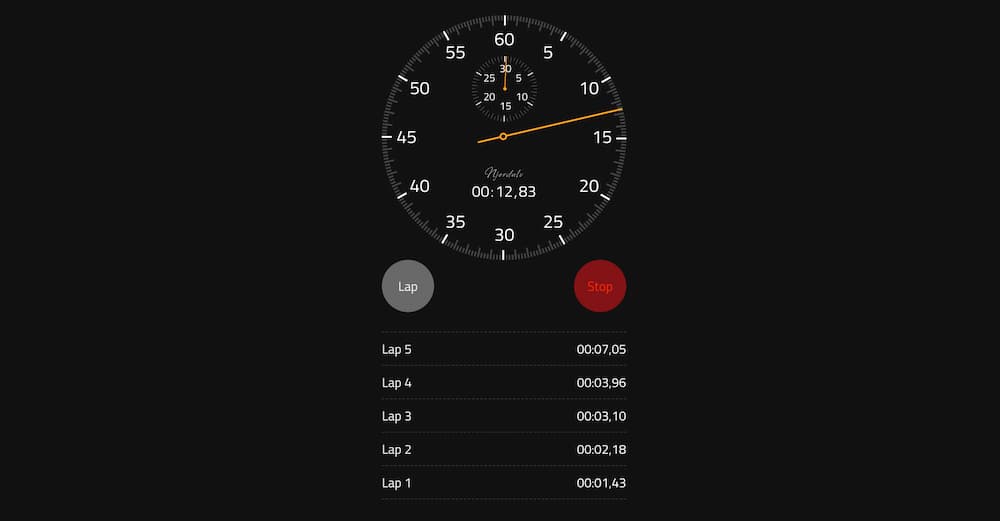 60
55 5
50 10
45 15
40 20
35 25
30
30
25 5
20 10
15
Njordals
00:12,83
Lap Stop
Lap 5 00:07,05
Lap 4 00:03,96
Lap 3 00:03,10
Lap 2 00:02,18
Lap 1 00:01,43